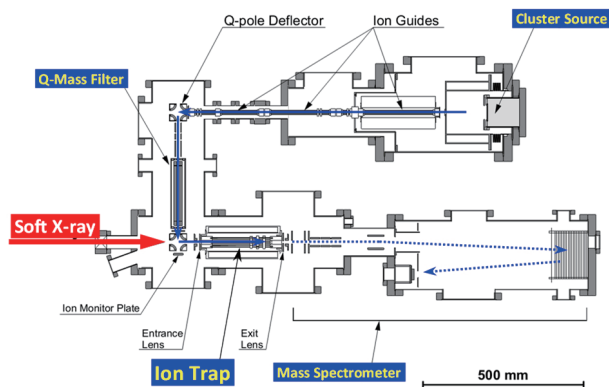 Q-pole Deflector
Ion Guides
Cluster Source
Q-Mass Filter
Soft X-ray
Ion Monitor Plate
Entrance
Lens
Exit
Lens
Ion Trap
Mass Spectrometer
500 mm